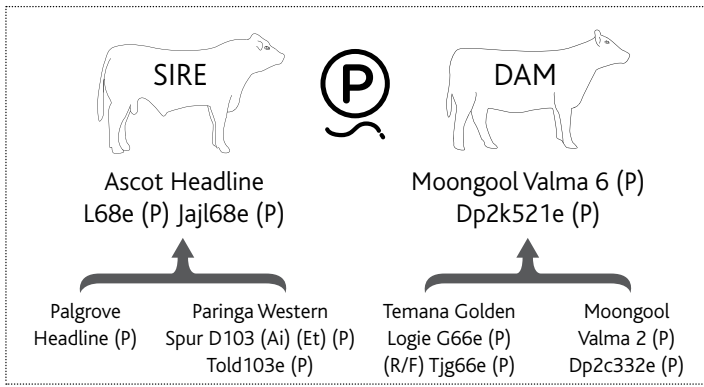 SIRE
P
DAM
Ascot Headline
L68e (P) Jajl68e (P)
Moongool Valma 6 (P)
Dp2k521e (P)
Palgrove
Headline (P)
Paringa Western
Spur D103 (Ai) (Et) (P)
Told103e (P)
Temana Golden
Logie G66e (P)
(R/F) Tjg66e (P)
Moongool
Valma 2 (P)
Dp2c332e (P)